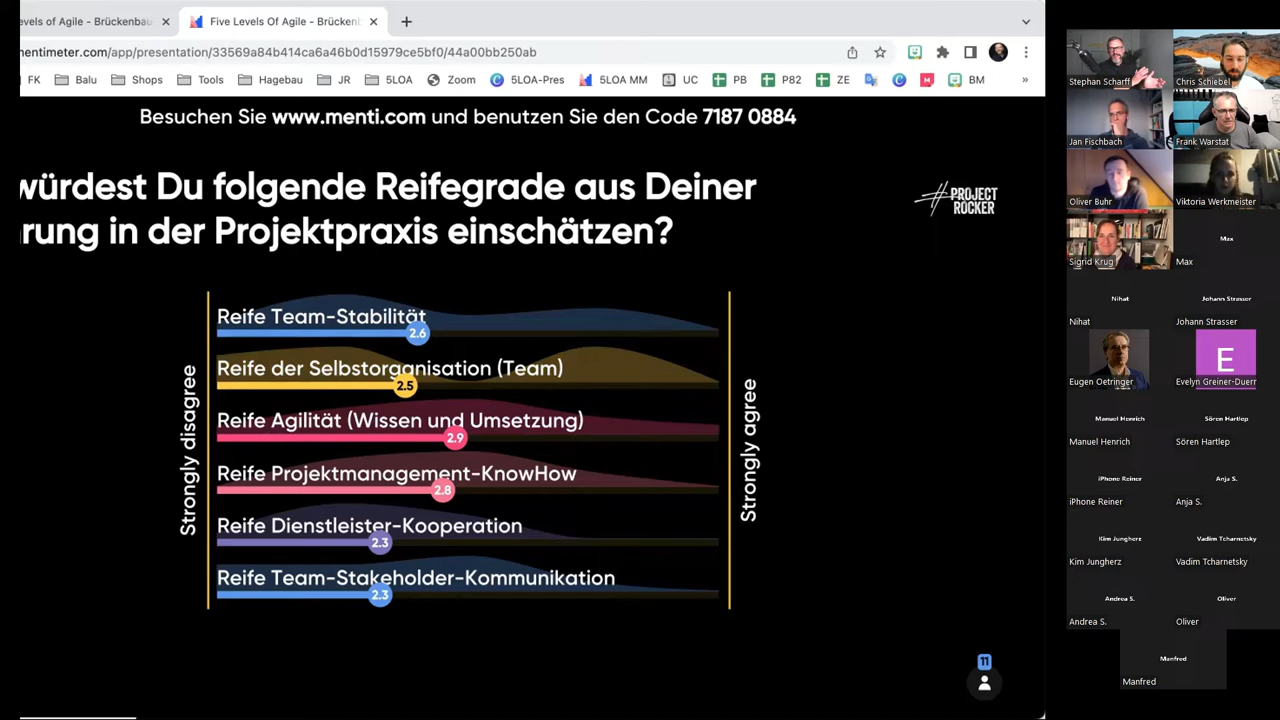 evels of Agile - Brückenbau
Five Levels Of Agile - Brückenb
mentimeter.com/app/presentation/33569a84b414ca6a46b0d15979ce5bf0/44a00bb250ab
FK
Balu
Shops
Tools
Hagebau
JR
5LOA
Zoom
5LOA-Pres
5LOA MM
UC
PB
P82
ZE
BM
»
Besuchen Sie www.menti.com und benutzen Sie den Code 7187 0884
würdest Du folgende Reifegrade aus Deiner
rung in der Projektpraxis einschätzen?
#PROJECT
ROCKER
Strongly disagree
Reife Team-Stabilität
2.6
Reife der Selbstorganisation (Team)
2.5
Reife Agilität (Wissen und Umsetzung)
2.9
Reife Projektmanagement-KnowHow
2.8
Reife Dienstleister-Kooperation
2.3
Reife Team-Stakeholder-Kommunikation
2.3
Strongly agree
11
Stephan Scharff
Chris Schiebel
Jan Fischbach
Frank Warstat
Oliver Buhr
Viktoria Werkmeister
Sigrid Krug
Max
Max
Nihat
Nihat
Johann Strasser
Johann Strasser
Eugen Oetringer
E
Evelyn Greiner-Duerr
Manuel Henrich
Manuel Henrich
Sören Hartlep
Sören Hartlep
iPhone Reiner
iPhone Reiner
Anja S.
Anja S.
Kim Jungherz
Kim Jungherz
Vadim Tcharnetsky
Vadim Tcharnetsky
Andrea S.
Andrea S.
Oliver
Oliver
Manfred
Manfred